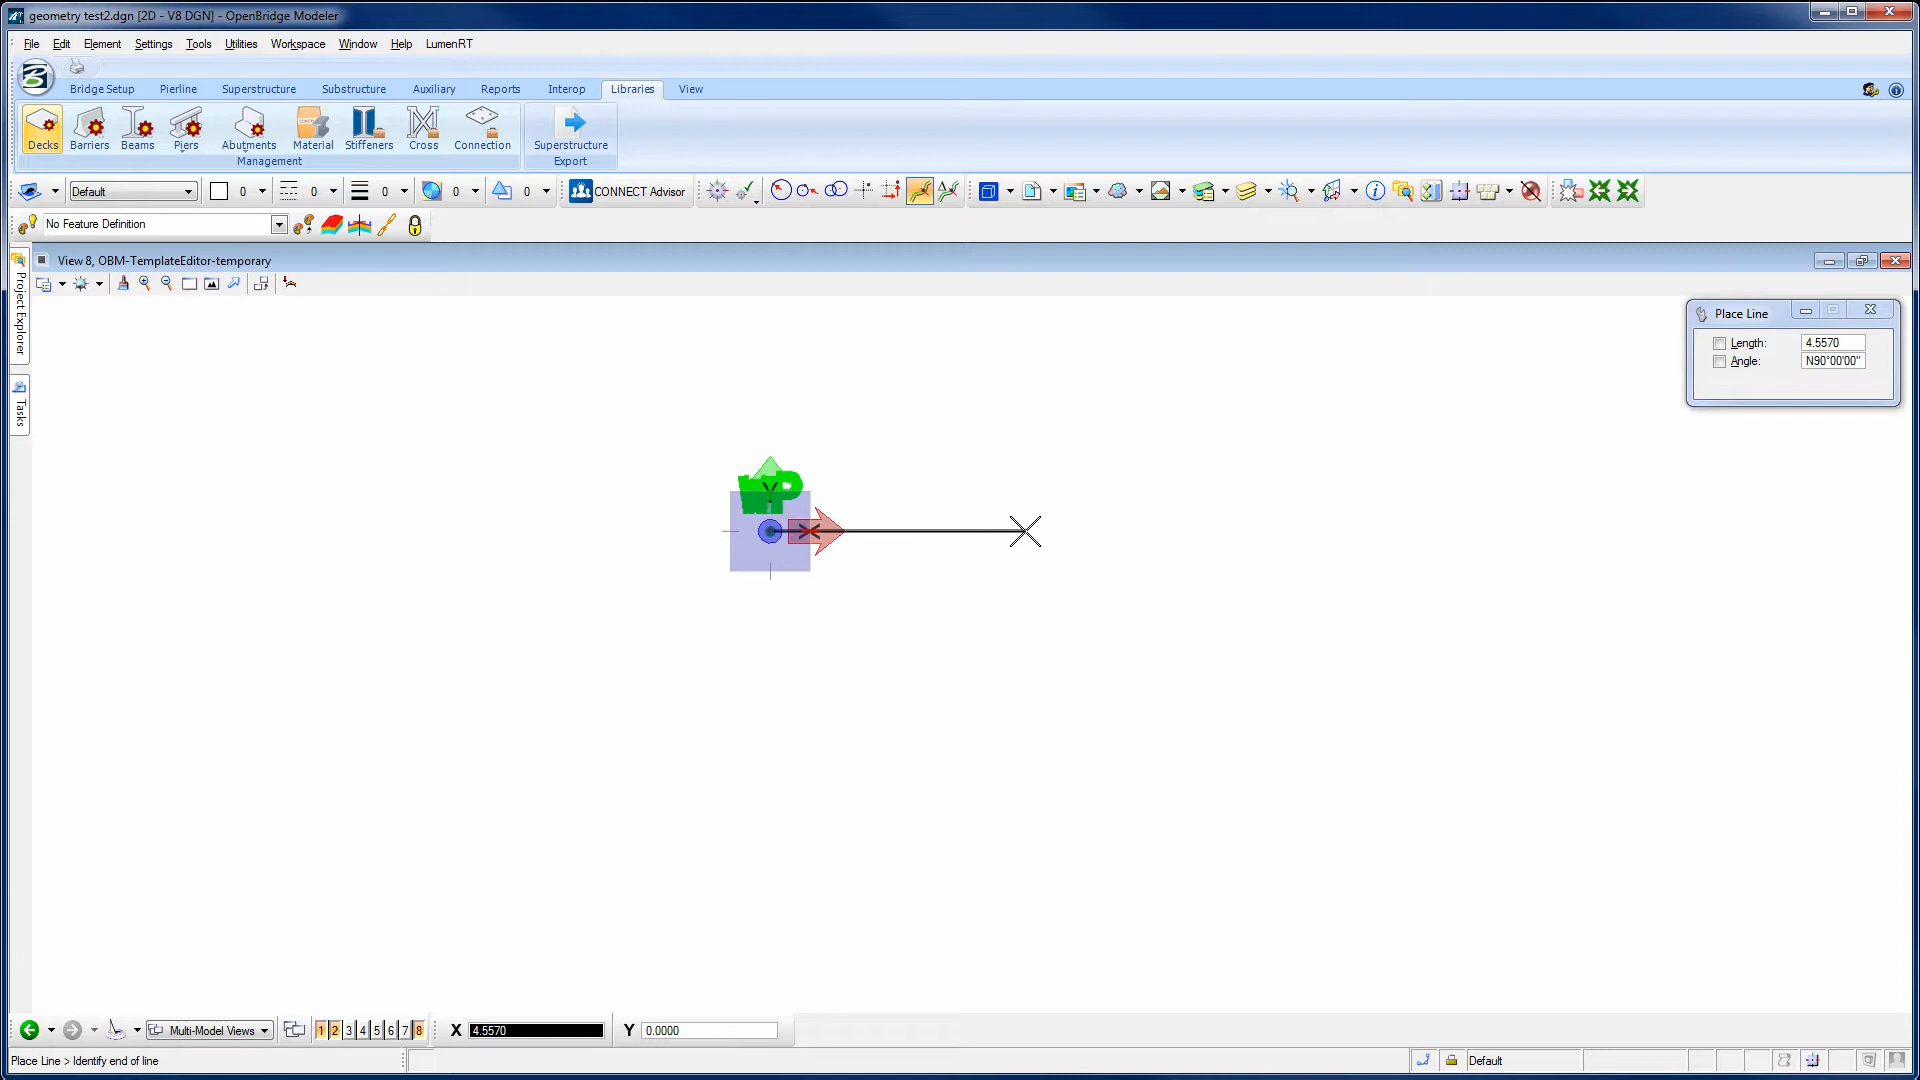 geometry test2.dgn [2D - V8 DGN] - OpenBridge Modeler
File Edit Element Settings Tools Utilities Workspace Window Help LumenRT
Bridge Setup Pierline Superstructure Substructure Auxiliary Reports Interop Libraries View
Decks Barriers Beams Piers Abutments Material Stiffeners Cross Connection Superstructure
Management Export
Default 0 0 0 0 0 CONNECT Advisor
No Feature Definition
View 8, OBM-TemplateEditor-temporary
Project Explorer
Tasks
Place Line
Length: 4.5570
Angle: N90°00'00"
Y
X
Multi-Model Views 1 2 3 4 5 6 7 8 X 4.5570 Y 0.0000
Place Line > Identify end of line Default